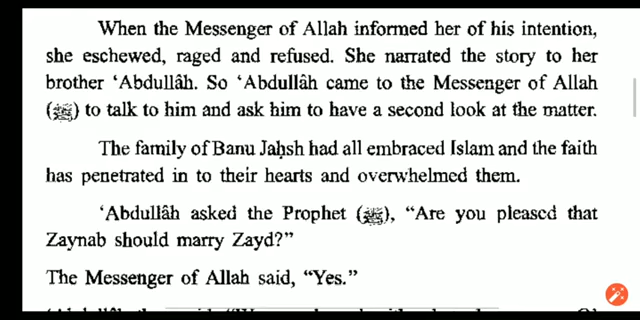 When the Messenger of Allah informed her of his intention,
she eschewed, raged and refused. She narrated the story to her
brother ‘Abdullâh. So ‘Abdullâh came to the Messenger of Allah
(ﷺ) to talk to him and ask him to have a second look at the matter.
The family of Banu Jaḥsh had all embraced Islam and the faith
has penetrated in to their hearts and overwhelmed them.
‘Abdullâh asked the Prophet (ﷺ), “Are you pleased that
Zaynab should marry Zayd?”
The Messenger of Allah said, “Yes.”